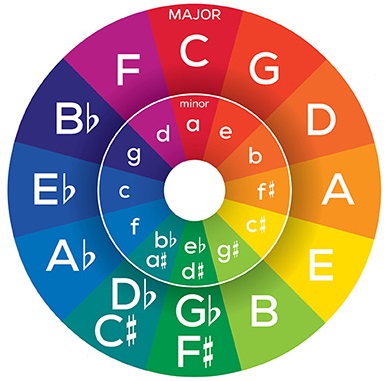 MAJOR
C
G
D
A
E
B
G♭
F♯
D♭
C♯
A♭
E♭
B♭
F
minor
a
e
b
f♯
c♯
g♯
e♭
d♯
b♭
a♯
f
c
g
d